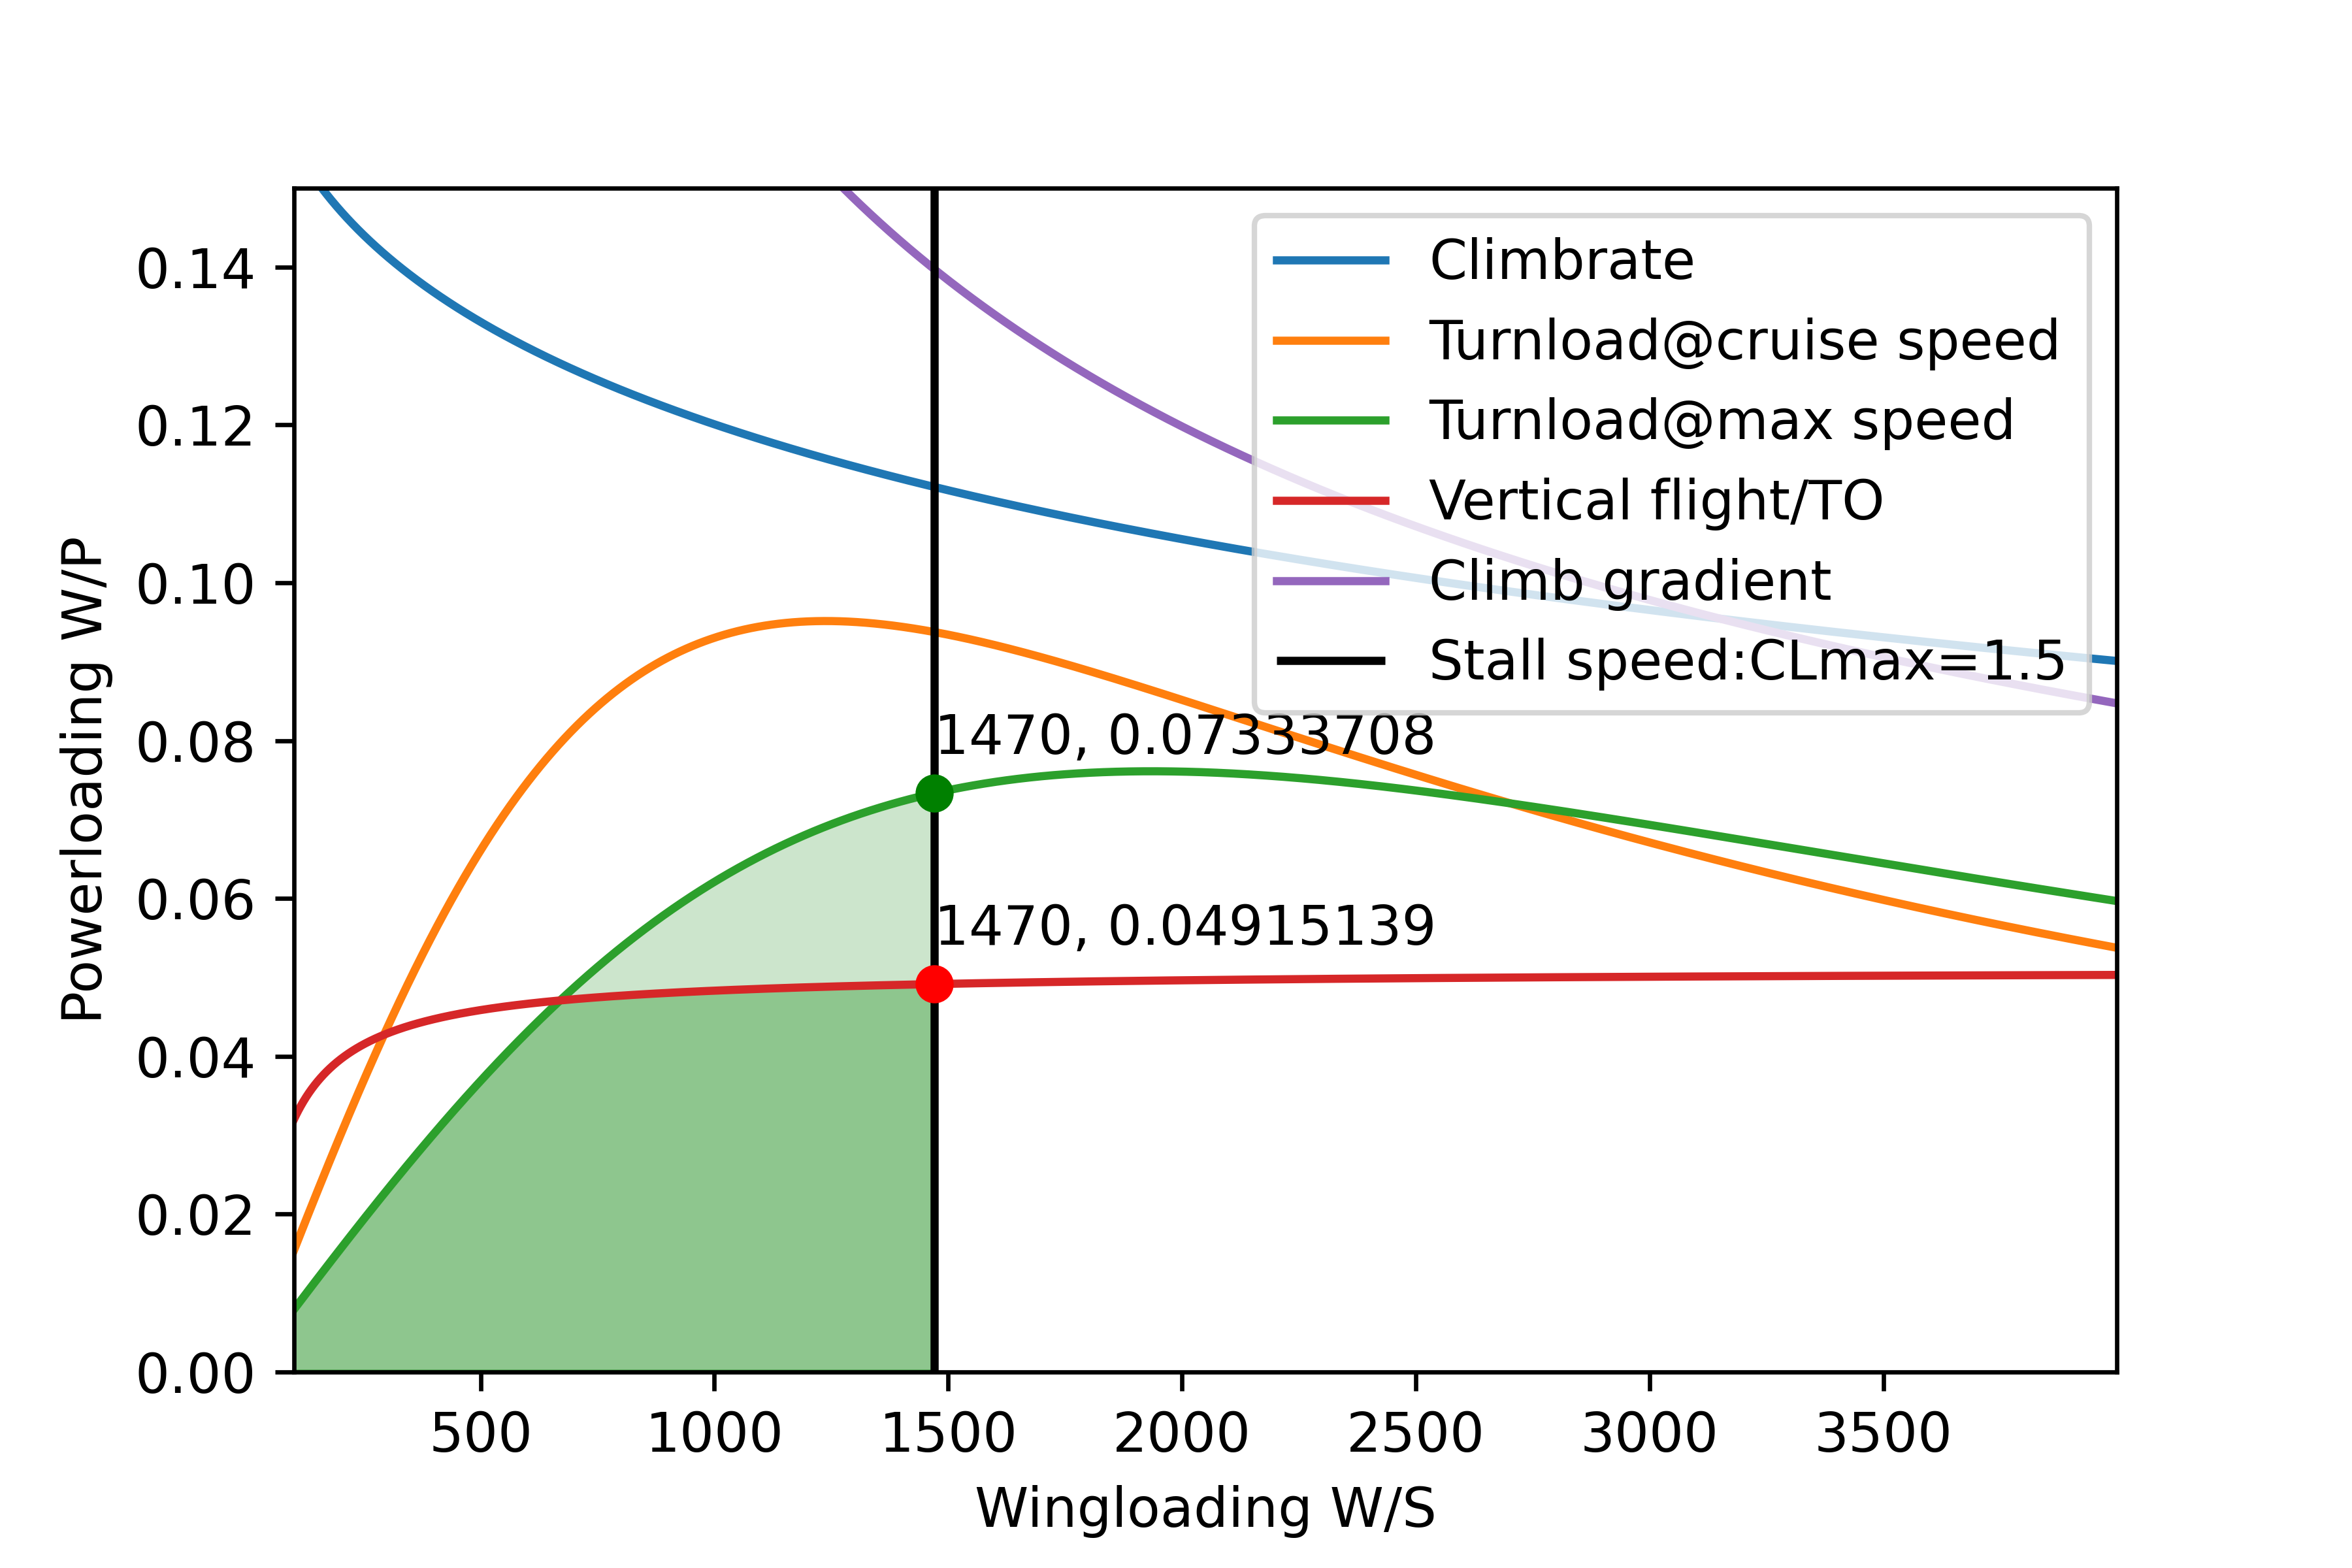 0.14
0.12
0.10
0.08
0.06
0.04
0.02
0.00
Powerloading W/P
500
1000
1500
2000
2500
3000
3500
Wingloading W/S
Climbrate
Turnload@cruise speed
Turnload@max speed
Vertical flight/TO
Climb gradient
Stall speed:CLmax=1.5
1470, 0.07333708
1470, 0.04915139